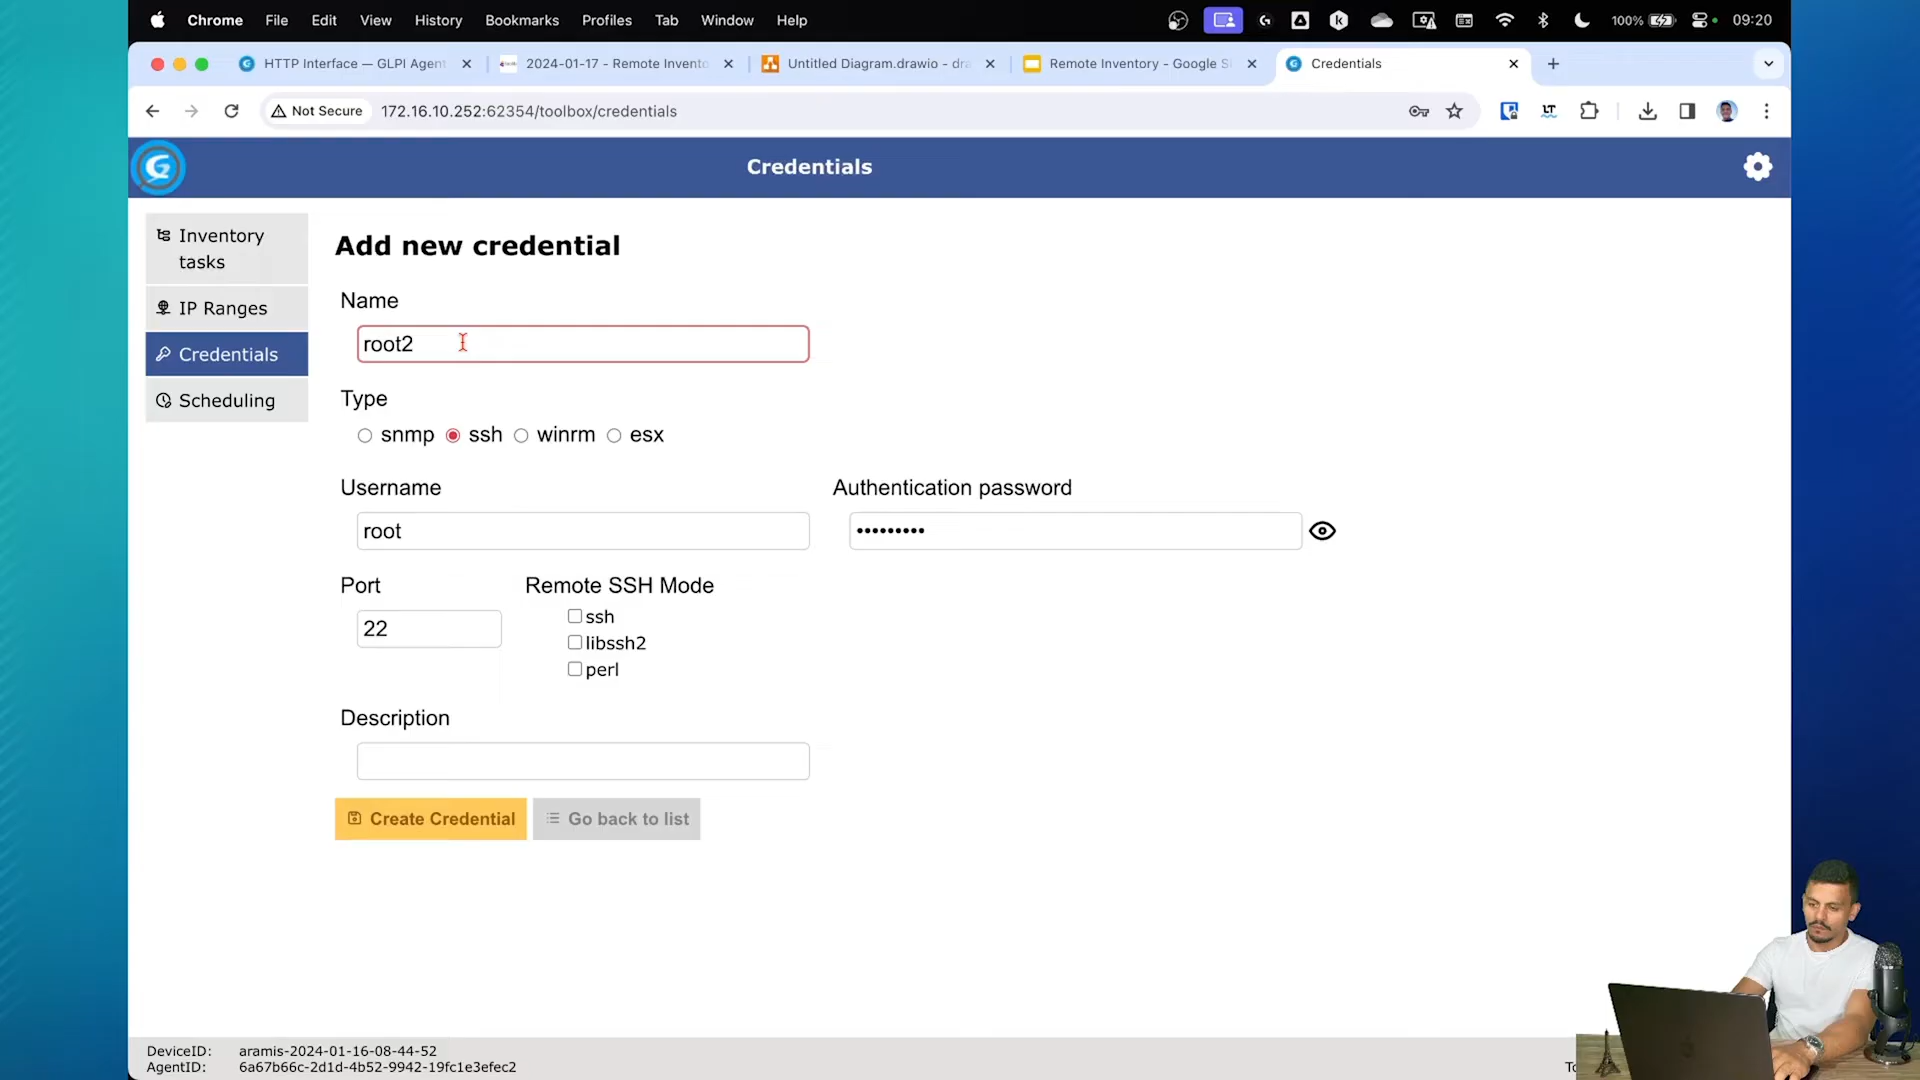 Chrome File Edit View History Bookmarks Profiles Tab Window Help 100% 09:20
HTTP Interface — GLPI Agent 2024-01-17 - Remote Invento Untitled Diagram.drawio - dra Remote Inventory - Google S Credentials
Not Secure 172.16.10.252:62354/toolbox/credentials
Credentials
Inventory
tasks
IP Ranges
Credentials
Scheduling
Add new credential
Name
root2
Type
snmp ssh winrm esx
Username Authentication password
root •••••••••
Port Remote SSH Mode
22
ssh
libssh2
perl
Description
Create Credential Go back to list
DeviceID: aramis-2024-01-16-08-44-52
AgentID: 6a67b66c-2d1d-4b52-9942-19fc1e3efec2